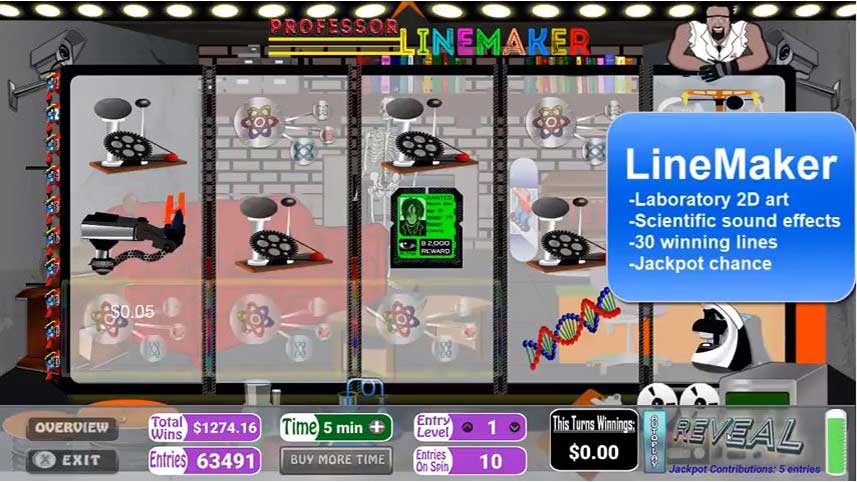 PROFESSOR
LINEMAKER
LineMaker
-Laboratory 2D art
-Scientific sound effects
-30 winning lines
-Jackpot chance
WANTED
$ 2,000
REWARD
$0.05
OVERVIEW
EXIT
Total Wins $1274.16
Entries 63491
Time 5 min +
BUY MORE TIME
Entry Level 1
Entries On Spin 10
This Turns Winnings:
$0.00
AUTOPLAY
REVEAL
Jackpot Contributions: 5 entries